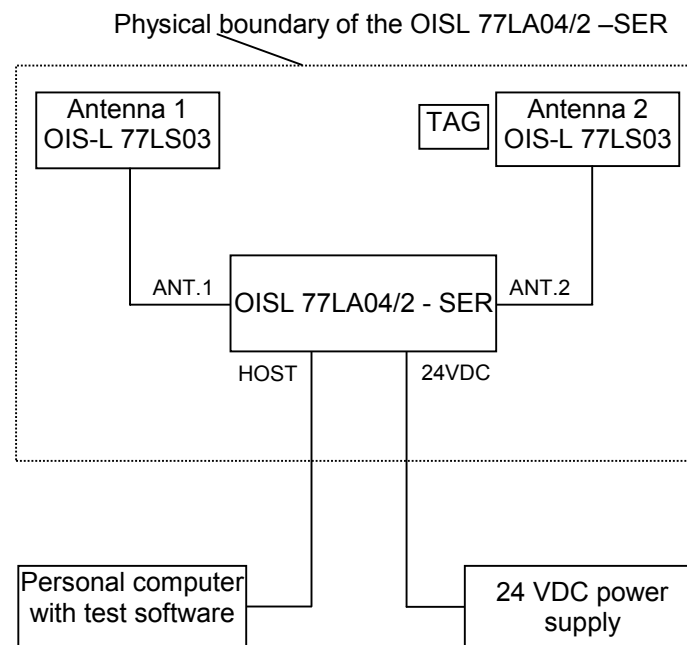 Physical boundary of the OISL 77LA04/2 –SER
Antenna 1
OIS-L 77LS03
TAG
Antenna 2
OIS-L 77LS03
ANT.1
OISL 77LA04/2 - SER
ANT.2
HOST
24VDC
Personal computer
with test software
24 VDC power
supply